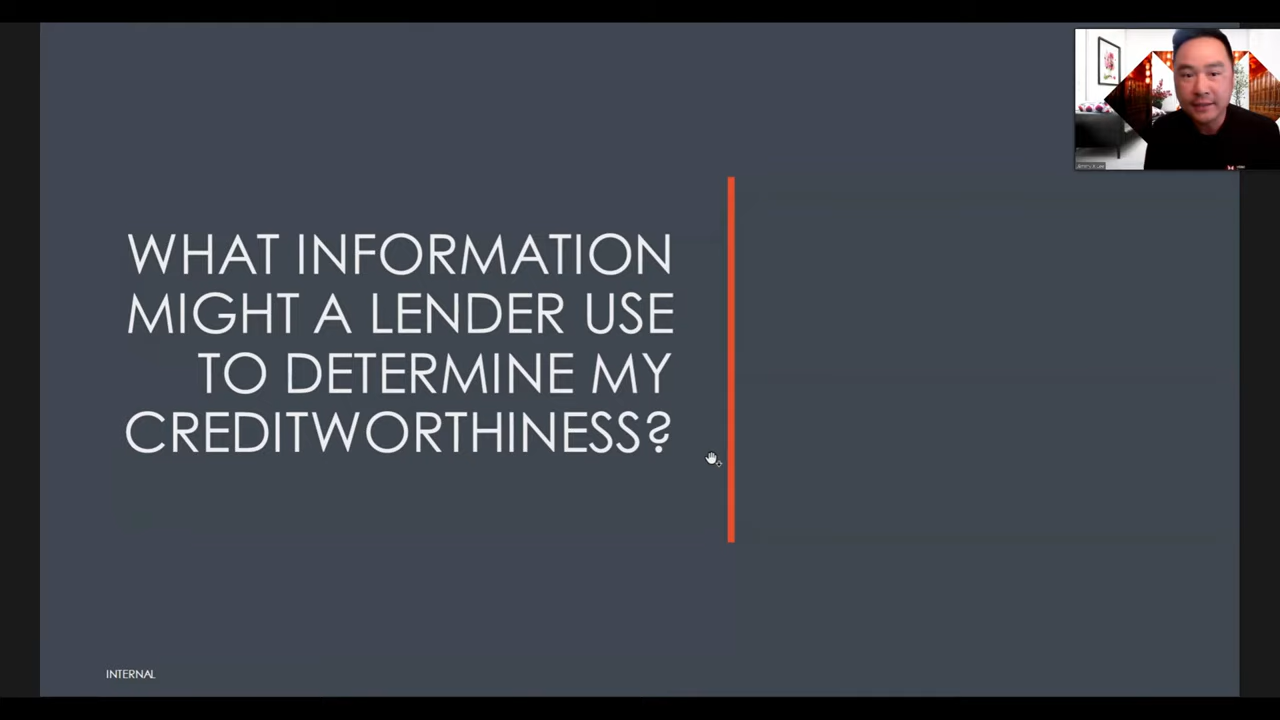 WHAT INFORMATION
MIGHT A LENDER USE
TO DETERMINE MY
CREDITWORTHINESS?
INTERNAL